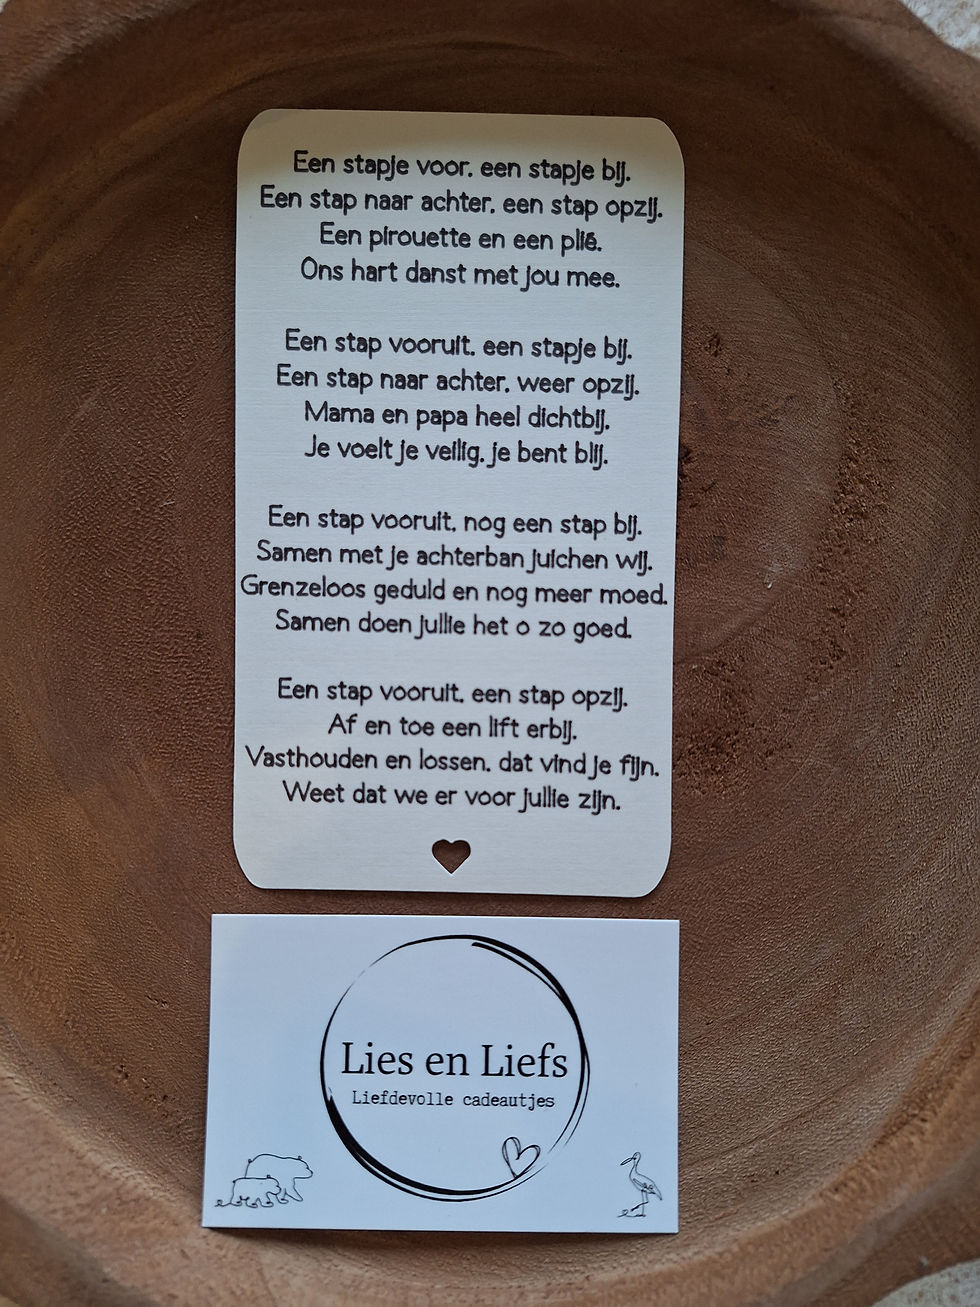 Een stapje voor, een stapje bij.
Een stap naar achter, een stap opzij.
Een pirouette en een plié.
Ons hart danst met jou mee.
Een stap vooruit, een stapje bij.
Een stap naar achter, weer opzij.
Mama en papa heel dichtbij.
Je voelt je veilig, je bent blij.
Een stap vooruit, nog een stap bij.
Samen met je achterban juichen wij.
Grenzeloos geduld en nog meer moed.
Samen doen jullie het o zo goed.
Een stap vooruit, een stap opzij.
Af en toe een lift erbij.
Vasthouden en lossen, dat vind je fijn.
Weet dat we er voor jullie zijn.
Lies en Liefs
Liefdevolle cadeautjes